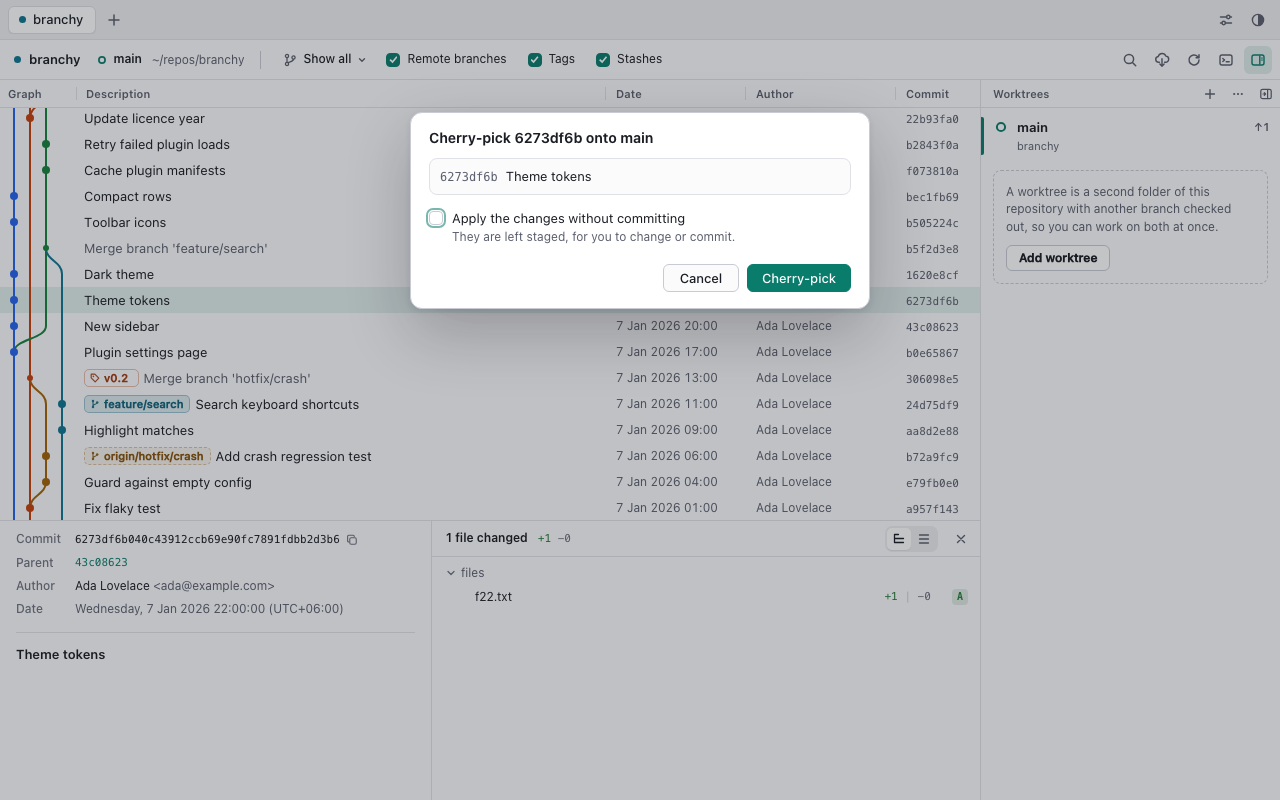 branchy
branchy main ~/repos/branchy Show all Remote branches Tags Stashes
Graph Description Date Author Commit Worktrees
Update licence year 22b93fa0
Retry failed plugin loads b2843f0a
Cache plugin manifests f073810a
Compact rows bec1fb69
Toolbar icons b505224c
Merge branch 'feature/search' b5f2d3e8
Dark theme 1620e8cf
Theme tokens 6273df6b
New sidebar 7 Jan 2026 20:00 Ada Lovelace 43c08623
Plugin settings page 7 Jan 2026 17:00 Ada Lovelace b0e65867
v0.2 Merge branch 'hotfix/crash' 7 Jan 2026 13:00 Ada Lovelace 306098e5
feature/search Search keyboard shortcuts 7 Jan 2026 11:00 Ada Lovelace 24d75df9
Highlight matches 7 Jan 2026 09:00 Ada Lovelace aa8d2e88
origin/hotfix/crash Add crash regression test 7 Jan 2026 06:00 Ada Lovelace b72a9fc9
Guard against empty config 7 Jan 2026 04:00 Ada Lovelace e79fb0e0
Fix flaky test 7 Jan 2026 01:00 Ada Lovelace a957f143
Cherry-pick 6273df6b onto main
6273df6b Theme tokens
Apply the changes without committing
They are left staged, for you to change or commit.
Cancel Cherry-pick
main ↑1
branchy
A worktree is a second folder of this
repository with another branch checked
out, so you can work on both at once.
Add worktree
Commit 6273df6b040c43912ccb69e90fc7891fdbb2d3b6
Parent 43c08623
Author Ada Lovelace <ada@example.com>
Date Wednesday, 7 Jan 2026 22:00:00 (UTC+06:00)
Theme tokens
1 file changed +1 −0
files
f22.txt +1 −0 A